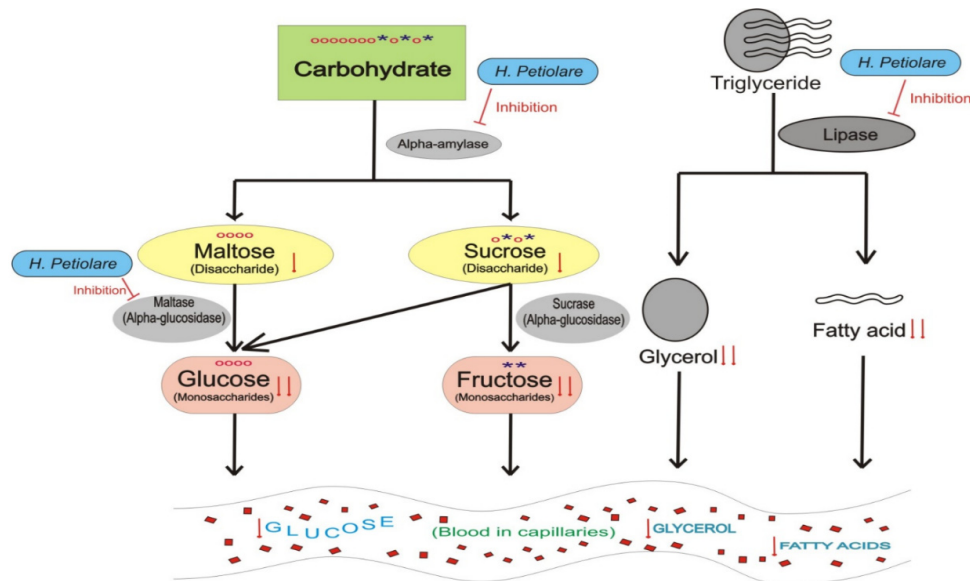 Carbohydrate
H. Petiolare
Inhibition
Alpha-amylase
Triglyceride
H. Petiolare
Inhibition
Lipase
Maltose
(Disaccharide)
Sucrose
(Disaccharide)
H. Petiolare
Inhibition
Maltase
(Alpha-glucosidase)
Sucrase
(Alpha-glucosidase)
Glucose
(Monosaccharides)
Fructose
(Monosaccharides)
Glycerol
Fatty acid
GLUCOSE
(Blood in capillaries)
GLYCEROL
FATTY ACIDS